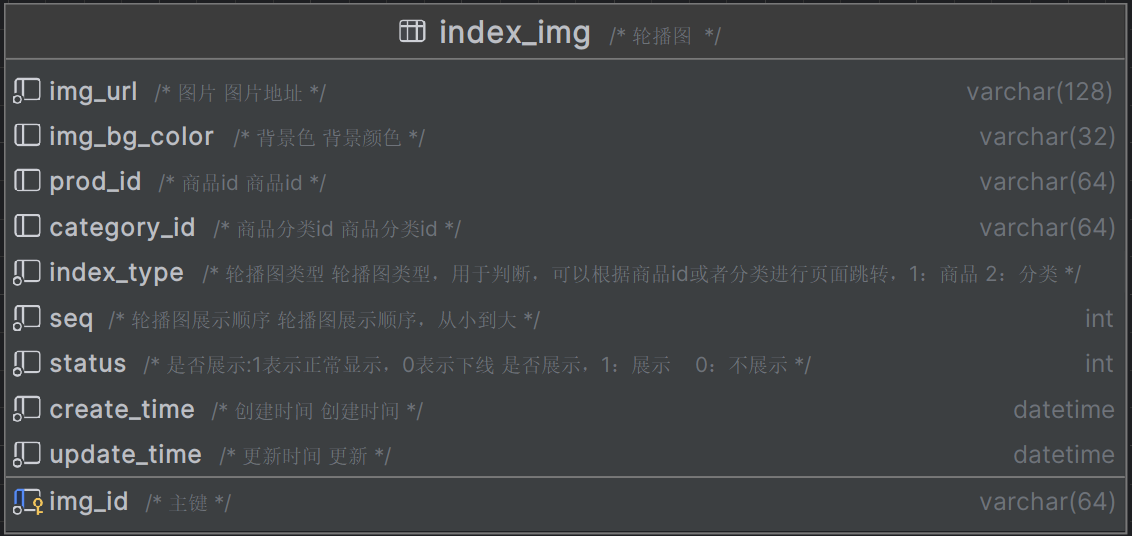 index_img /* 轮播图 */
img_url /* 图片 图片地址 */ varchar(128)
img_bg_color /* 背景色 背景颜色 */ varchar(32)
prod_id /* 商品id 商品id */ varchar(64)
category_id /* 商品分类id 商品分类id */ varchar(64)
index_type /* 轮播图类型 轮播图类型，用于判断，可以根据商品id或者分类进行页面跳转，1：商品 2：分类 */
seq /* 轮播图展示顺序 轮播图展示顺序，从小到大 */ int
status /* 是否展示:1表示正常显示，0表示下线 是否展示，1：展示 0：不展示 */ int
create_time /* 创建时间 创建时间 */ datetime
update_time /* 更新时间 更新 */ datetime
img_id /* 主键 */ varchar(64)